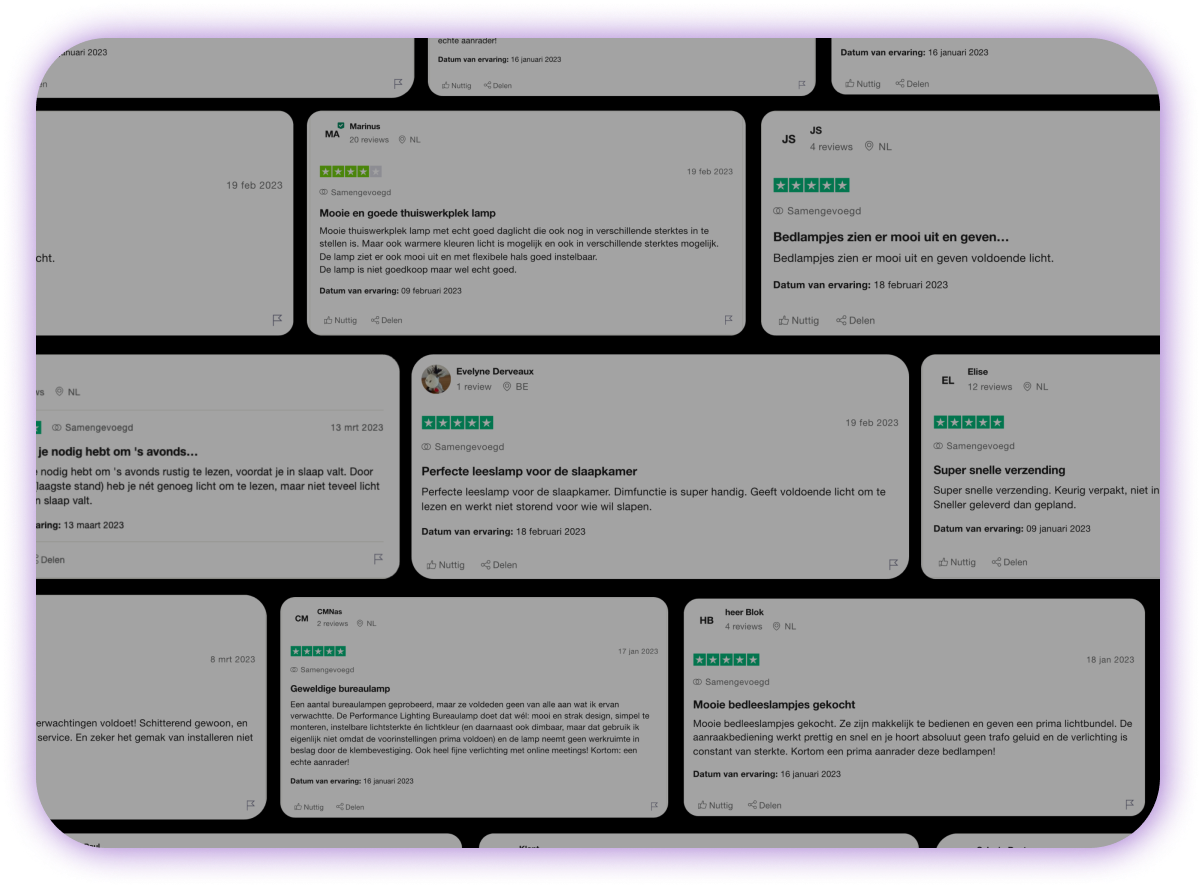 januari 2023
echte aanrader!
Datum van ervaring: 16 januari 2023
Nuttig Delen
Datum van ervaring: 16 januari 2023
Nuttig Delen
19 feb 2023
cht.
MA
Marinus
20 reviews NL
19 feb 2023
Samengevoegd
Mooie en goede thuiswerkplek lamp
Mooie thuiswerkplek lamp met echt goed daglicht die ook nog in verschillende sterktes in te
stellen is. Maar ook warmere kleuren licht is mogelijk en ook in verschillende sterktes mogelijk.
De lamp ziet er ook mooi uit en met flexibele hals goed instelbaar.
De lamp is niet goedkoop maar wel echt goed.
Datum van ervaring: 09 februari 2023
Nuttig Delen
JS
JS
4 reviews NL
Samengevoegd
Bedlampjes zien er mooi uit en geven…
Bedlampjes zien er mooi uit en geven voldoende licht.
Datum van ervaring: 18 februari 2023
Nuttig Delen
ws NL
Samengevoegd 13 mrt 2023
je nodig hebt om 's avonds…
nodig hebt om 's avonds rustig te lezen, voordat je in slaap valt. Door
(laagste stand) heb je nét genoeg licht om te lezen, maar niet teveel licht
n slaap valt.
aring: 13 maart 2023
Delen
Evelyne Derveaux
1 review BE
19 feb 2023
Samengevoegd
Perfecte leeslamp voor de slaapkamer
Perfecte leeslamp voor de slaapkamer. Dimfunctie is super handig. Geeft voldoende licht om te
lezen en werkt niet storend voor wie wil slapen.
Datum van ervaring: 18 februari 2023
Nuttig Delen
EL
Elise
12 reviews NL
Samengevoegd
Super snelle verzending
Super snelle verzending. Keurig verpakt, niet in
Sneller geleverd dan gepland.
Datum van ervaring: 09 januari 2023
Nuttig Delen
8 mrt 2023
erwachtingen voldoet! Schitterend gewoon, en
service. En zeker het gemak van installeren niet
CM
CMNas
2 reviews NL
17 jan 2023
Samengevoegd
Geweldige bureaulamp
Een aantal bureaulampen geprobeerd, maar ze voldeden geen van alle aan wat ik ervan
verwachtte. De Performance Lighting Bureaulamp doet dat wél: mooi en strak design, simpel te
monteren, instelbare lichtsterkte én lichtkleur (en daarnaast ook dimbaar, maar dat gebruik ik
eigenlijk niet omdat de voorinstellingen prima voldoen) en de lamp neemt geen werkruimte in
beslag door de klembevestiging. Ook heel fijne verlichting met online meetings! Kortom: een
echte aanrader!
Datum van ervaring: 16 januari 2023
Nuttig Delen
HB
heer Blok
4 reviews NL
18 jan 2023
Samengevoegd
Mooie bedleeslampjes gekocht
Mooie bedleeslampjes gekocht. Ze zijn makkelijk te bedienen en geven een prima lichtbundel. De
aanraakbediening werkt prettig en snel en je hoort absoluut geen trafo geluid en de verlichting is
constant van sterkte. Kortom een prima aanrader deze bedlampen!
Datum van ervaring: 16 januari 2023
Nuttig Delen